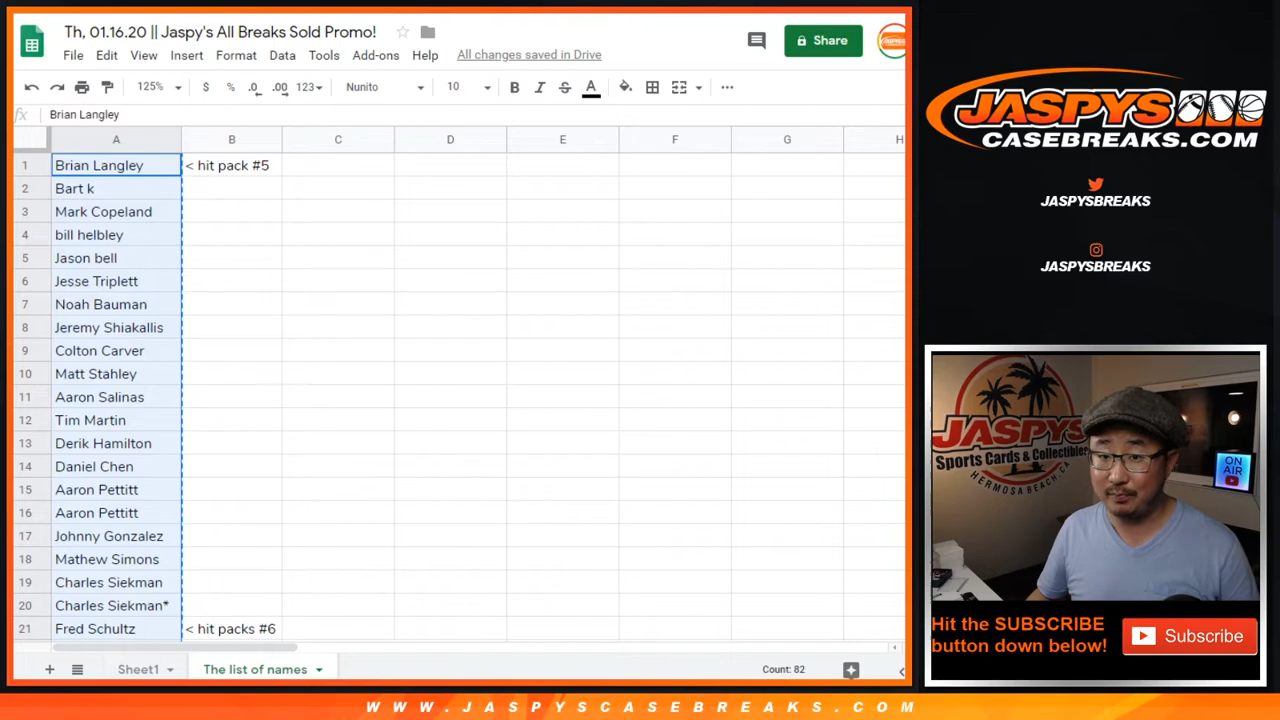 Th, 01.16.20 || Jaspy's All Breaks Sold Promo!
File Edit View Insert Format Data Tools Add-ons Help All changes saved in Drive
Share
125% $ % .0 .00 123 Nunito 10 B I S A
fx Brian Langley
A B C D E F G H
1 Brian Langley < hit pack #5
2 Bart k
3 Mark Copeland
4 bill helbley
5 Jason bell
6 Jesse Triplett
7 Noah Bauman
8 Jeremy Shiakallis
9 Colton Carver
10 Matt Stahley
11 Aaron Salinas
12 Tim Martin
13 Derik Hamilton
14 Daniel Chen
15 Aaron Pettitt
16 Aaron Pettitt
17 Johnny Gonzalez
18 Mathew Simons
19 Charles Siekman
20 Charles Siekman*
21 Fred Schultz < hit packs #6
Sheet1 The list of names Count: 82
JASPYS
CASEBREAKS.COM
JASPYSBREAKS
JASPYSBREAKS
JASPYS
Sports Cards & Collectibles
HERMOSA BEACH, CA
ON AIR
Hit the SUBSCRIBE
button down below!
Subscribe
WWW.JASPYSCASEBREAKS.COM